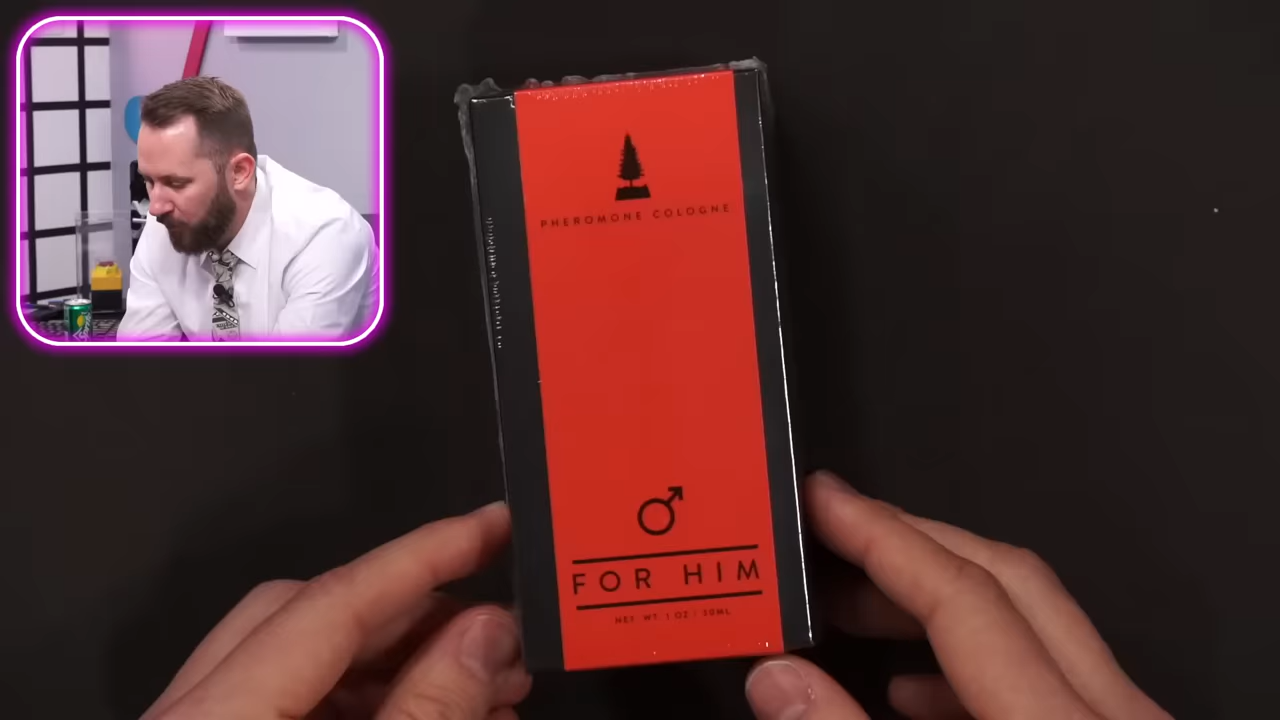 PHEROMONE COLOGNE
FOR HIM
NET. WT. 1 OZ / 30ML